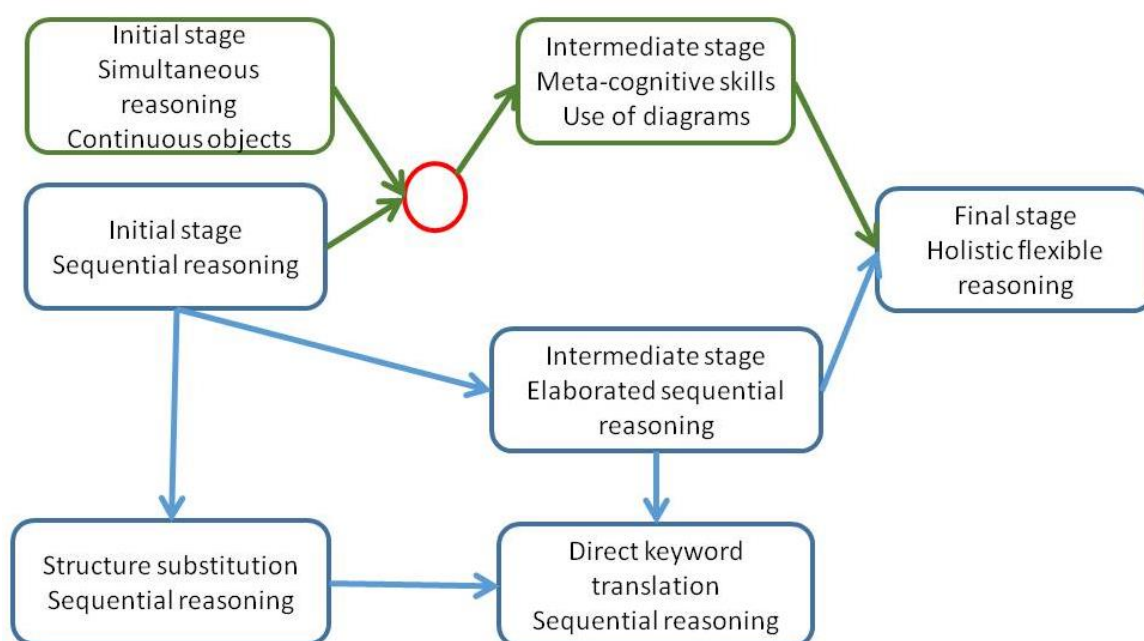 Initial stage
Simultaneous
reasoning
Continuous objects
Intermediate stage
Meta-cognitive skills
Use of diagrams
Initial stage
Sequential reasoning
Final stage
Holistic flexible
reasoning
Intermediate stage
Elaborated sequential
reasoning
Structure substitution
Sequential reasoning
Direct keyword
translation
Sequential reasoning